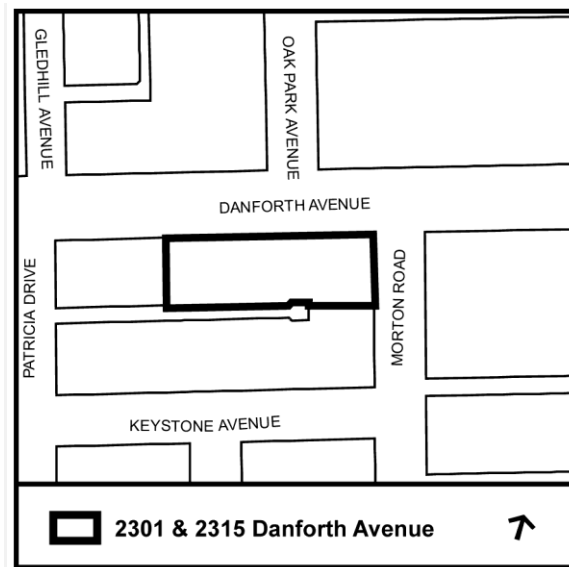 GLEDHILL AVENUE
OAK PARK AVENUE
DANFORTH AVENUE
PATRICIA DRIVE
MORTON ROAD
KEYSTONE AVENUE
2301 & 2315 Danforth Avenue